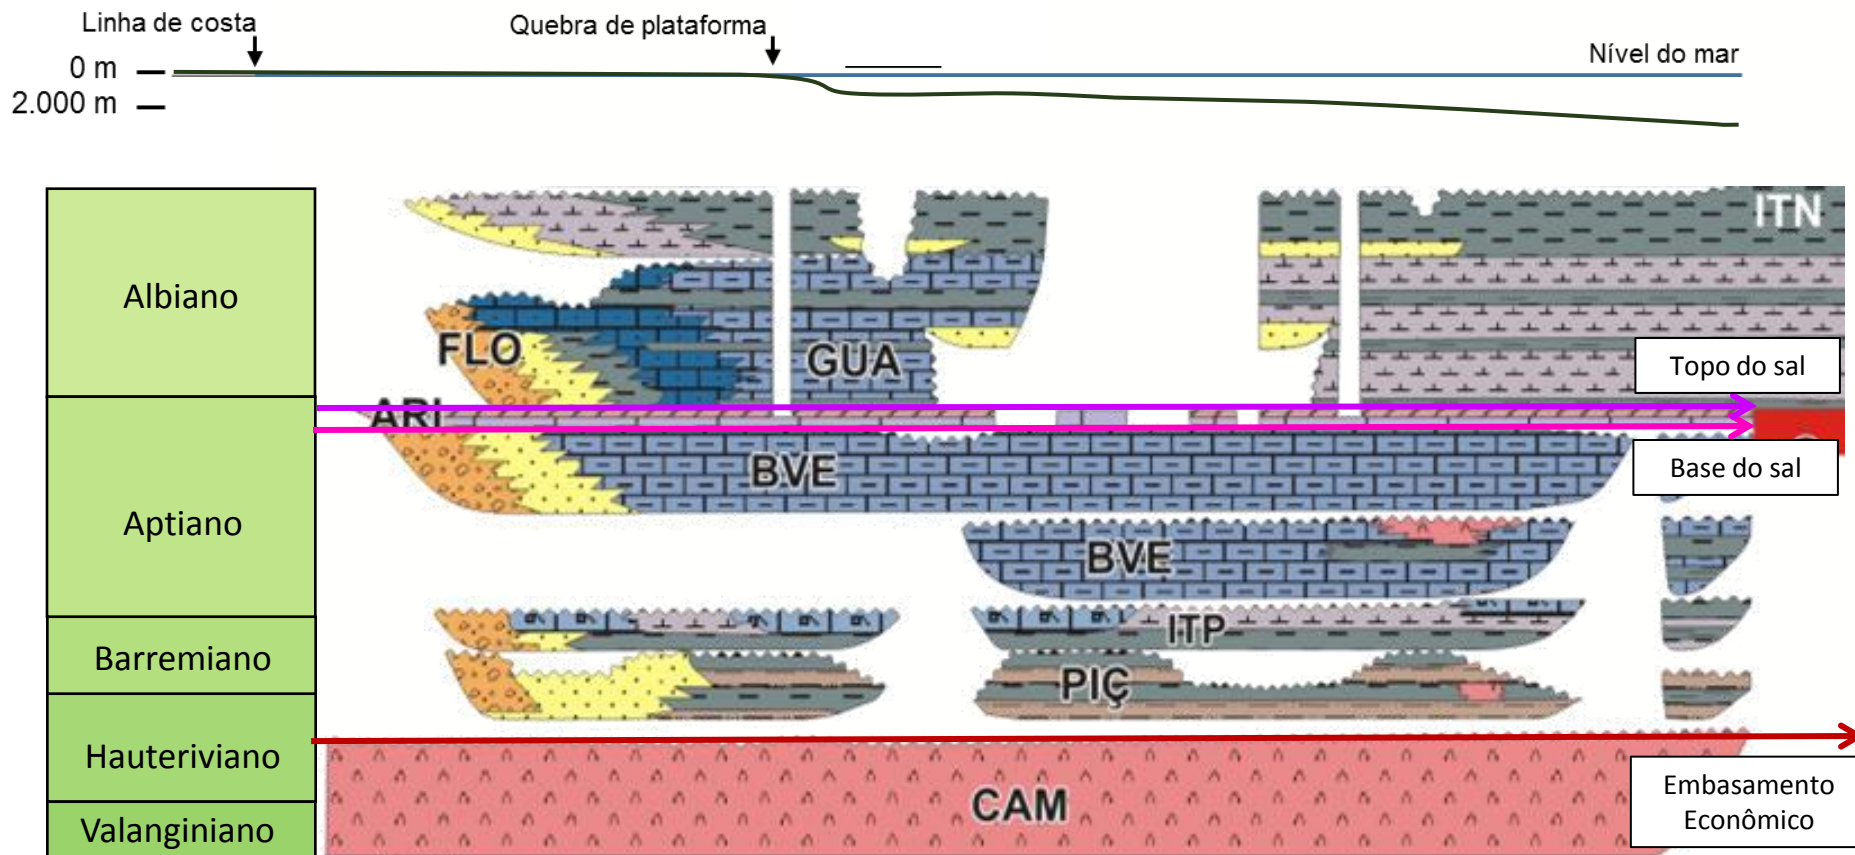 Linha de costa
Quebra de plataforma
Nível do mar
0 m
2.000 m
ITN
Albiano
FLO
GUA
Topo do sal
ARI
BVE
Base do sal
Aptiano
BVE
ITP
Barremiano
PIÇ
Hauteriviano
CAM
Embasamento
Econômico
Valanginiano